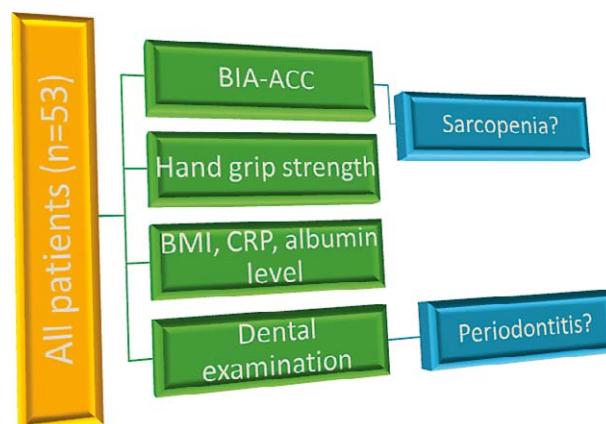 All patients (n=53)
BIA-ACC
Sarcopenia?
Hand grip strength
BMI, CRP, albumin
level
Dental
examination
Periodontitis?